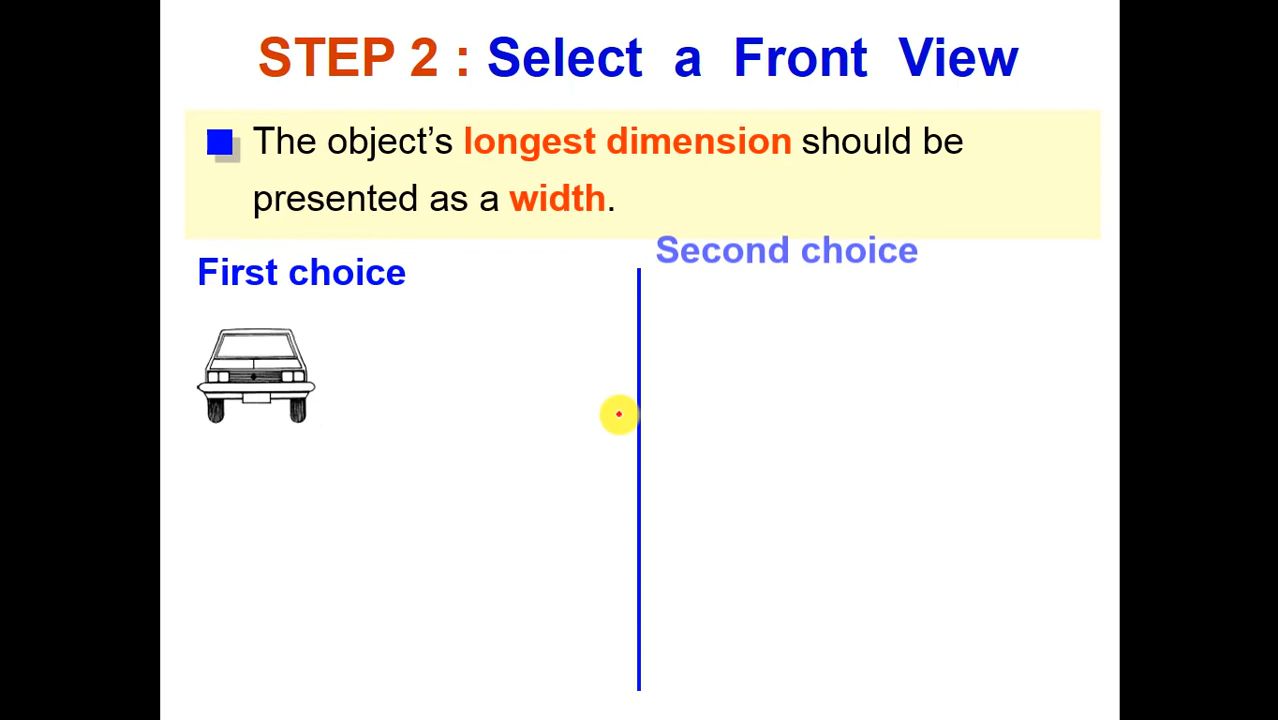 STEP 2 : Select a Front View
The object’s longest dimension should be
presented as a width.
First choice
Second choice